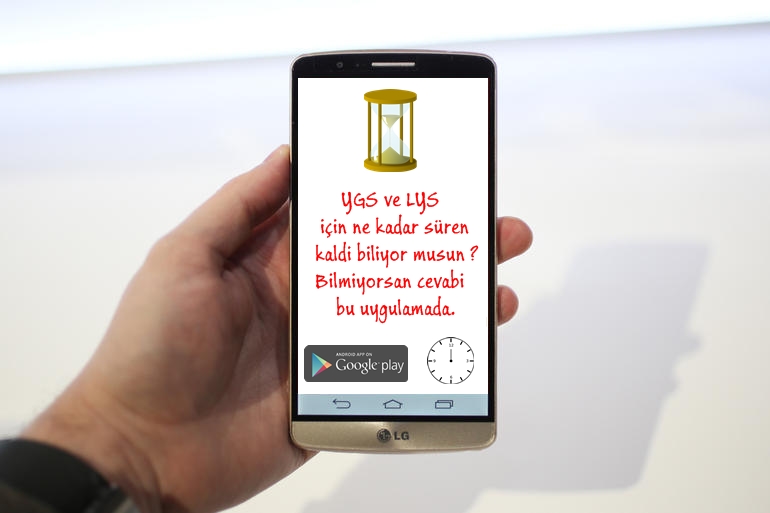 YGS ve LYS
için ne kadar süren
kaldi biliyor musun ?
Bilmiyorsan cevabi
bu uygulamada.
ANDROID APP ON
Google play
12
9 3
6
LG